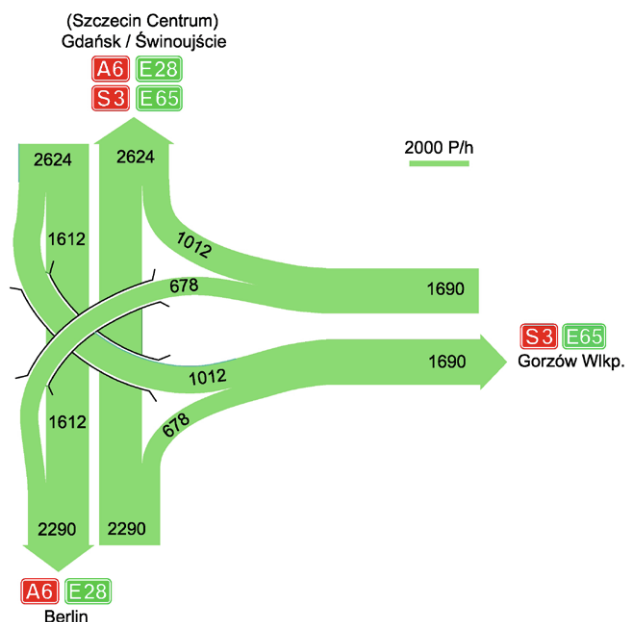 (Szczecin Centrum)
Gdańsk / Świnoujście
A6 E28
S3 E65
2624 2624
2000 P/h
1612
1012
678
1690
S3 E65
1690
Gorzów Wlkp.
1012
1612
678
2290 2290
A6 E28
Berlin